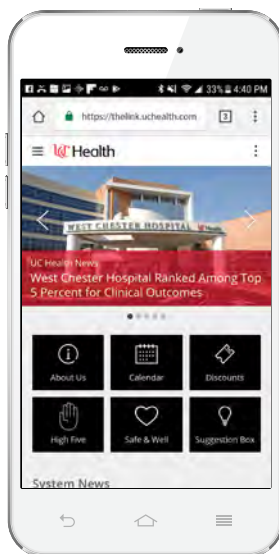 33% 4:40 PM
https://thelink.uchealth.com 3
UC Health
WEST CHESTER HOSPITAL
UC Health News
West Chester Hospital Ranked Among Top
5 Percent for Clinical Outcomes
About Us Calendar Discounts
High Five Safe & Well Suggestion Box
System News